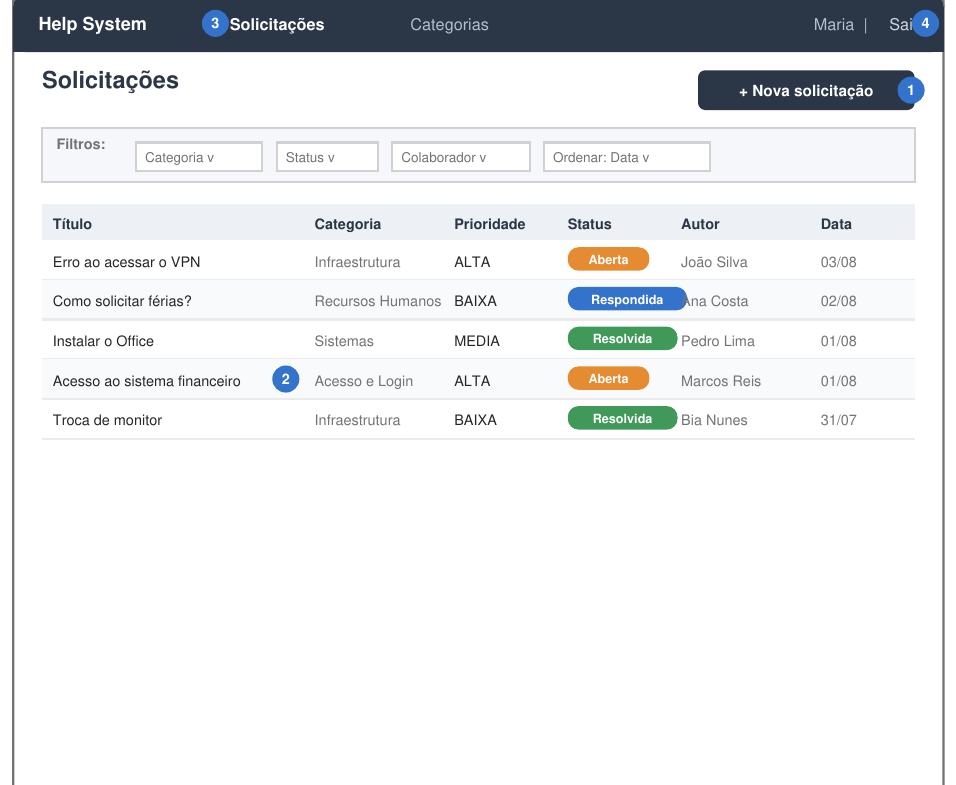 Help System 3 Solicitações Categorias Maria | Sai 4
Solicitações
+ Nova solicitação 1
Filtros: Categoria v Status v Colaborador v Ordenar: Data v
Título Categoria Prioridade Status Autor Data
Erro ao acessar o VPN Infraestrutura ALTA Aberta João Silva 03/08
Como solicitar férias? Recursos Humanos BAIXA Respondida Ana Costa 02/08
Instalar o Office Sistemas MEDIA Resolvida Pedro Lima 01/08
Acesso ao sistema financeiro 2 Acesso e Login ALTA Aberta Marcos Reis 01/08
Troca de monitor Infraestrutura BAIXA Resolvida Bia Nunes 31/07